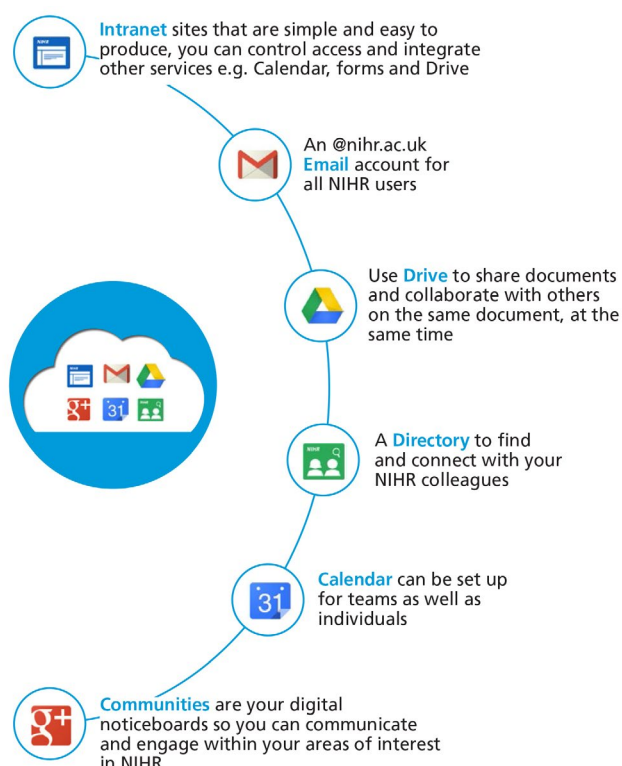 Intranet sites that are simple and easy to
produce, you can control access and integrate
other services e.g. Calendar, forms and Drive
An @nihr.ac.uk
Email account for
all NIHR users
Use Drive to share documents
and collaborate with others
on the same document, at the
same time
g+ 31
A Directory to find
and connect with your
NIHR colleagues
31
Calendar can be set up
for teams as well as
individuals
g+
Communities are your digital
noticeboards so you can communicate
and engage within your areas of interest
in NIHR